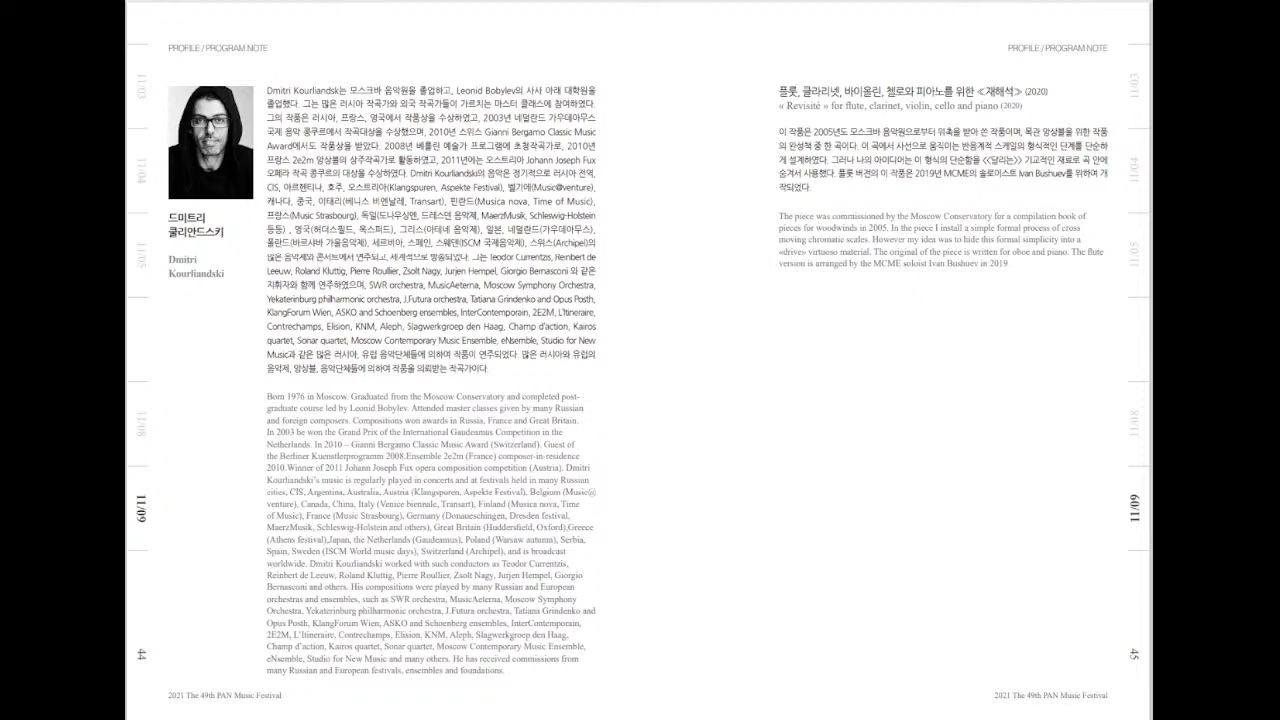 PROFILE / PROGRAM NOTE
11/03
11/04
11/05
11/08
11/09
44
드미트리
쿨리안드스키
Dmitri
Kourliandski
Dmitri Kourliandsk는 모스크바 음악원을 졸업하고, Leonid Bobylev의 사사 아래 대학원을
졸업했다. 그는 많은 러시아 작곡가와 외국 작곡가들이 가르치는 마스터 클래스에 참여하였다.
그의 작품은 러시아, 프랑스, 영국에서 작품상을 수상하였고, 2003년 네덜란드 가우데아무스
국제 음악 콩쿠르에서 작곡대상을 수상했으며, 2010년 스위스 Gianni Bergamo Classic Music
Award에서도 작품상을 받았다. 2008년 베를린 예술가 프로그램에 초청작곡가로, 2010년
프랑스 2e2m 앙상블의 상주작곡가로 활동하였고, 2011년에는 오스트리아 Johann Joseph Fux
오페라 작곡 콩쿠르의 대상을 수상하였다. Dmitri Kourliandski의 음악은 정기적으로 러시아 전역,
CIS, 아르헨티나, 호주, 오스트리아(Klangspuren, Aspekte Festival), 벨기에(Music@venture),
캐나다, 중국, 이태리(베니스 비엔날레, Transart), 핀란드(Musica nova, Time of Music),
프랑스(Music Strasbourg), 독일(도나우싱엔, 드레스덴 음악제, MaerzMusik, Schleswig-Holstein
등등) , 영국(허더스필드, 옥스퍼드), 그리스(아테네 음악제), 일본, 네덜란드(가우데아무스),
폴란드(바르샤바 가을음악제), 세르비아, 스페인, 스웨덴(ISCM 국제음악제), 스위스(Archipel)의
많은 음악제와 콘서트에서 연주되고, 세계적으로 방송되었다. 그는 Teodor Currentzis, Reinbert de
Leeuw, Roland Kluttig, Pierre Roullier, Zsolt Nagy, Jurjen Hempel, Giorgio Bernasconi 와 같은
지휘자와 함께 연주하였으며, SWR orchestra, MusicAeterna, Moscow Symphony Orchestra,
Yekaterinburg philharmonic orchestra, J.Futura orchestra, Tatiana Grindenko and Opus Posth,
KlangForum Wien, ASKO and Schoenberg ensembles, InterContemporain, 2E2M, L'Itineraire,
Contrechamps, Elision, KNM, Aleph, Slagwerkgroep den Haag, Champ d'action, Kairos
quartet, Sonar quartet, Moscow Contemporary Music Ensemble, eNsemble, Studio for New
Music과 같은 많은 러시아, 유럽 음악단체들에 의하여 작품이 연주되었다. 많은 러시아와 유럽의
음악제, 앙상블, 음악단체들에 의하여 작품을 의뢰받는 작곡가이다.
Born 1976 in Moscow. Graduated from the Moscow Conservatory and completed post-
graduate course led by Leonid Bobylev. Attended master classes given by many Russian
and foreign composers. Compositions won awards in Russia, France and Great Britain.
In 2003 he won the Grand Prix of the International Gaudeamus Competition in the
Netherlands. In 2010 – Gianni Bergamo Classic Music Award (Switzerland). Guest of
the Berliner Kuenstlerprogramm 2008.Ensemble 2e2m (France) composer-in-residence
2010.Winner of 2011 Johann Joseph Fux opera composition competition (Austria). Dmitri
Kourliandski's music is regularly played in concerts and at festivals held in many Russian
cities, CIS, Argentina, Australia, Austria (Klangspuren, Aspekte Festival), Belgium (Music@
venture), Canada, China, Italy (Venice biennale, Transart), Finland (Musica nova, Time
of Music), France (Music Strasbourg), Germany (Donaueschingen, Dresden festival,
MaerzMusik, Schleswig-Holstein and others), Great Britain (Huddersfield, Oxford),Greece
(Athens festival),Japan, the Netherlands (Gaudeamus), Poland (Warsaw autumn), Serbia,
Spain, Sweden (ISCM World music days), Switzerland (Archipel), and is broadcast
worldwide. Dmitri Kourliandski worked with such conductors as Teodor Currentzis,
Reinbert de Leeuw, Roland Kluttig, Pierre Roullier, Zsolt Nagy, Jurjen Hempel, Giorgio
Bernasconi and others. His compositions were played by many Russian and European
orchestras and ensembles, such as SWR orchestra, MusicAeterna, Moscow Symphony
Orchestra, Yekaterinburg philharmonic orchestra, J.Futura orchestra, Tatiana Grindenko and
Opus Posth, KlangForum Wien, ASKO and Schoenberg ensembles, InterContemporain,
2E2M, L'Itineraire, Contrechamps, Elision, KNM, Aleph, Slagwerkgroep den Haag,
Champ d'action, Kairos quartet, Sonar quartet, Moscow Contemporary Music Ensemble,
eNsemble, Studio for New Music and many others. He has received commissions from
many Russian and European festivals, ensembles and foundations.
2021 The 49th PAN Music Festival
PROFILE / PROGRAM NOTE
플룻, 클라리넷, 바이올린, 첼로와 피아노를 위한 ≪재해석≫ (2020)
« Revisité » for flute, clarinet, violin, cello and piano (2020)
이 작품은 2005년도 모스크바 음악원으로부터 위촉을 받아 쓴 작품이며, 목관 앙상블을 위한 작품
의 완성책 중 한 곡이다. 이 곡에서 사선으로 움직이는 반음계적 스케일의 형식적인 단계를 단순하
게 설계하였다. 그러나 나의 아이디어는 이 형식의 단순함을 <<달리는>> 기교적인 재료로 곡 안에
숨겨서 사용했다. 플롯 버전의 이 작품은 2019년 MCME의 솔로이스트 Ivan Bushuev를 위하여 개
작되었다.
The piece was commissioned by the Moscow Conservatory for a compilation book of
pieces for woodwinds in 2005. In the piece I install a simple formal process of cross
moving chromatic scales. However my idea was to hide this formal simplicity into a
«drive» virtuoso material. The original of the piece is written for oboe and piano. The flute
version is arranged by the MCME soloist Ivan Bushuev in 2019
11/03
11/04
11/05
11/08
11/09
45
2021 The 49th PAN Music Festival